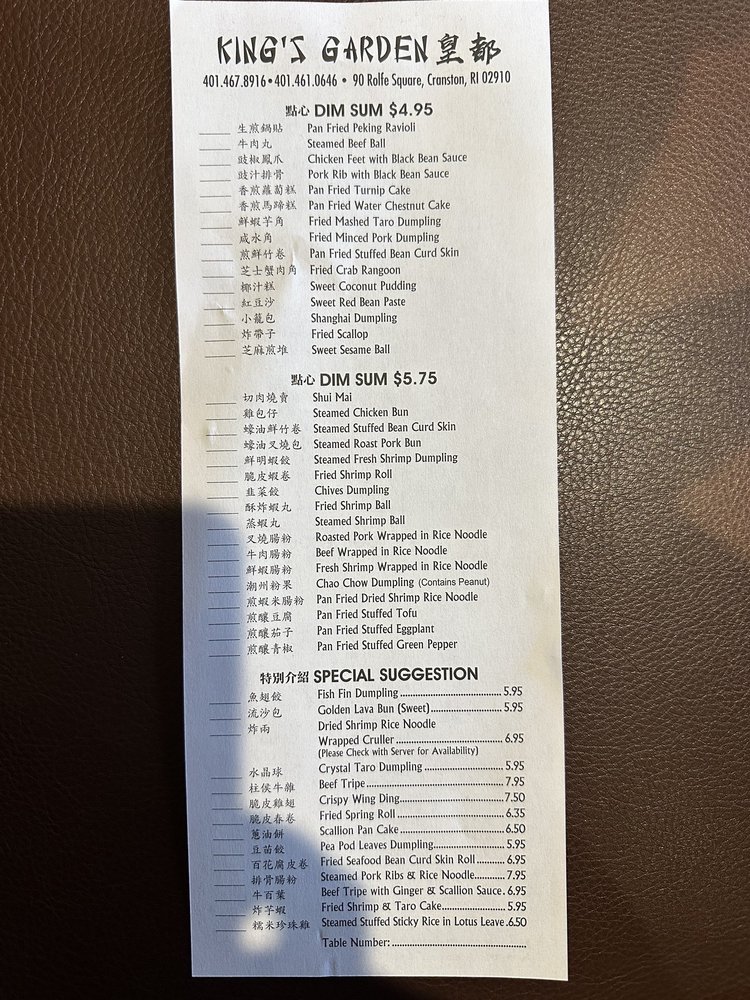 KING'S GARDEN 皇都
401.467.8916 • 401.461.0646 • 90 Rolfe Square, Cranston, RI 02910
點心 DIM SUM $4.95
生煎鍋貼 Pan Fried Peking Ravioli
牛肉丸 Steamed Beef Ball
豉椒鳳爪 Chicken Feet with Black Bean Sauce
豉汁排骨 Pork Rib with Black Bean Sauce
香煎蘿蔔糕 Pan Fried Turnip Cake
香煎馬蹄糕 Pan Fried Water Chestnut Cake
鮮蝦芋角 Fried Mashed Taro Dumpling
咸水角 Fried Minced Pork Dumpling
煎鮮竹卷 Pan Fried Stuffed Bean Curd Skin
芝士蟹肉角 Fried Crab Rangoon
椰汁糕 Sweet Coconut Pudding
紅豆沙 Sweet Red Bean Paste
小籠包 Shanghai Dumpling
炸帶子 Fried Scallop
芝麻煎堆 Sweet Sesame Ball
點心 DIM SUM $5.75
切肉燒賣 Shui Mai
雞包仔 Steamed Chicken Bun
蠔油鮮竹卷 Steamed Stuffed Bean Curd Skin
蠔油叉燒包 Steamed Roast Pork Bun
鮮明蝦餃 Steamed Fresh Shrimp Dumpling
脆皮蝦卷 Fried Shrimp Roll
韭菜餃 Chives Dumpling
酥炸蝦丸 Fried Shrimp Ball
蒸蝦丸 Steamed Shrimp Ball
叉燒腸粉 Roasted Pork Wrapped in Rice Noodle
牛肉腸粉 Beef Wrapped in Rice Noodle
鮮蝦腸粉 Fresh Shrimp Wrapped in Rice Noodle
潮州粉果 Chao Chow Dumpling (Contains Peanut)
煎蝦米腸粉 Pan Fried Dried Shrimp Rice Noodle
煎釀豆腐 Pan Fried Stuffed Tofu
煎釀茄子 Pan Fried Stuffed Eggplant
煎釀青椒 Pan Fried Stuffed Green Pepper
特別介紹 SPECIAL SUGGESTION
魚翅餃 Fish Fin Dumpling 5.95
流沙包 Golden Lava Bun (Sweet) 5.95
炸兩 Dried Shrimp Rice Noodle
Wrapped Cruller 6.95
(Please Check with Server for Availability)
水晶球 Crystal Taro Dumpling 5.95
柱侯牛雜 Beef Tripe 7.95
脆皮雞翅 Crispy Wing Ding 7.50
脆皮春卷 Fried Spring Roll 6.35
蔥油餅 Scallion Pan Cake 6.50
豆苗餃 Pea Pod Leaves Dumpling 5.95
百花腐皮卷 Fried Seafood Bean Curd Skin Roll 6.95
排骨腸粉 Steamed Pork Ribs & Rice Noodle 7.95
牛百葉 Beef Tripe with Ginger & Scallion Sauce 6.95
炸芋蝦 Fried Shrimp & Taro Cake 5.95
糯米珍珠雞 Steamed Stuffed Sticky Rice in Lotus Leave 6.50
Table Number: